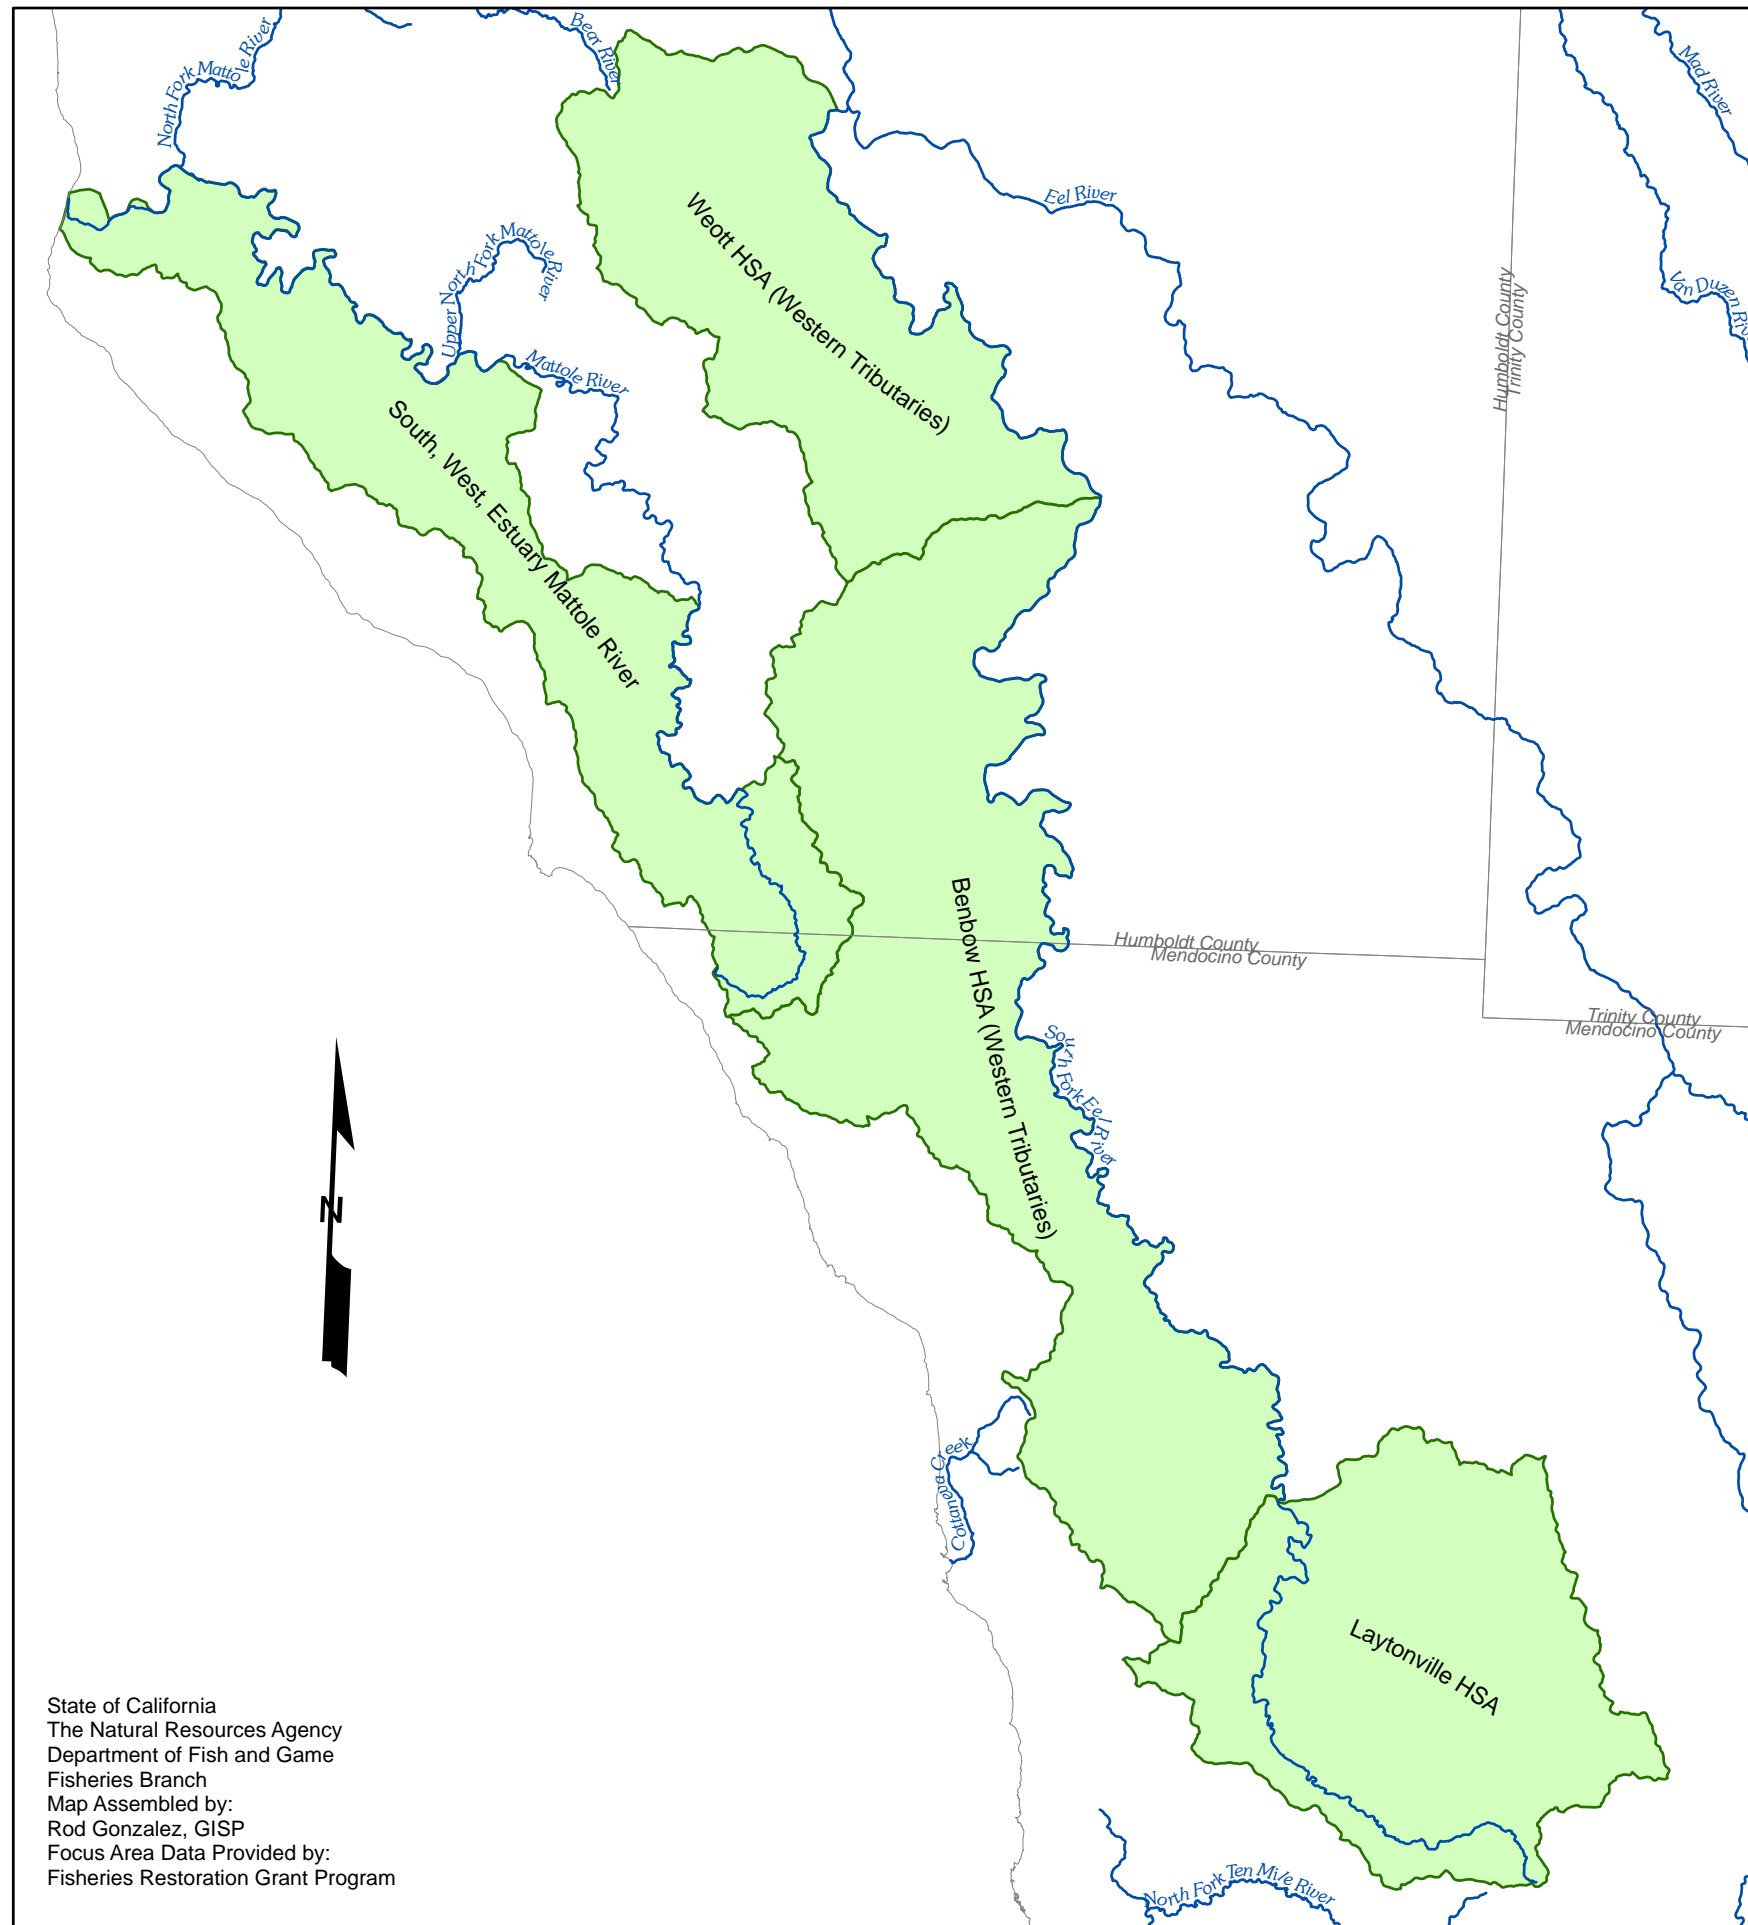 North Fork Mattole River
Bear River
Mad River
Eel River
Weott HSA (Western Tributaries)
Upper North Fork Mattole River
Van Duzen Riv
Humboldt County
Trinity County
Mattole River
South, West, Estuary Mattole River
Benbow HSA (Western Tributaries)
Humboldt County
Mendocino County
Trinity County
Mendocino County
South Fork Eel River
N
Cottaneva Creek
Laytonville HSA
State of California
The Natural Resources Agency
Department of Fish and Game
Fisheries Branch
Map Assembled by:
Rod Gonzalez, GISP
Focus Area Data Provided by:
Fisheries Restoration Grant Program
North Fork Ten Mile River